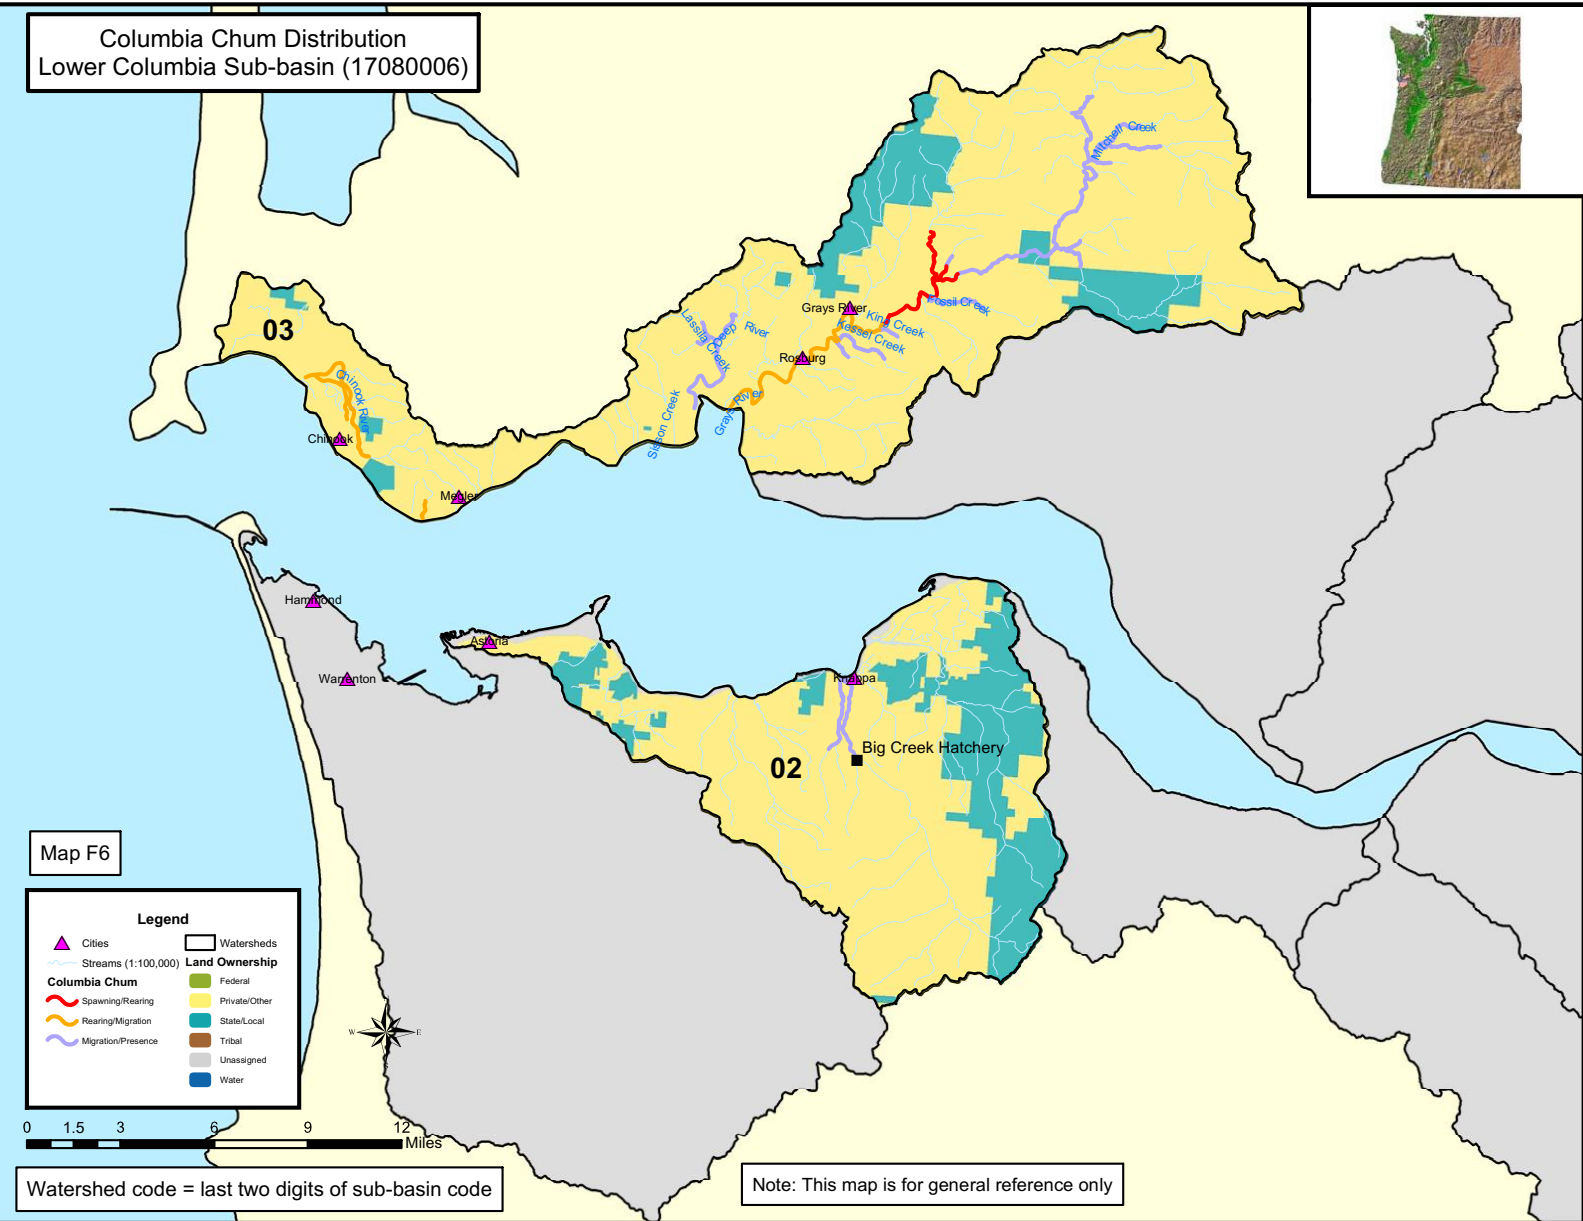 Columbia Chum Distribution
Lower Columbia Sub-basin (17080006)
Mitchell Creek
03
Grays River
Fossil Creek
King Creek
Kessel Creek
Lassila Creek
Deep River
Rosburg
Chinook River
Sisson Creek
Grays River
Chinook
Megler
Hammond
Astoria
Warrenton
Knappa
Big Creek Hatchery
02
Map F6
Legend
Cities
Watersheds
Streams (1:100,000)
Land Ownership
Columbia Chum
Federal
Spawning/Rearing
Private/Other
Rearing/Migration
State/Local
Migration/Presence
Tribal
Unassigned
Water
W E
0 1.5 3 6 9 12
Miles
Watershed code = last two digits of sub-basin code
Note: This map is for general reference only